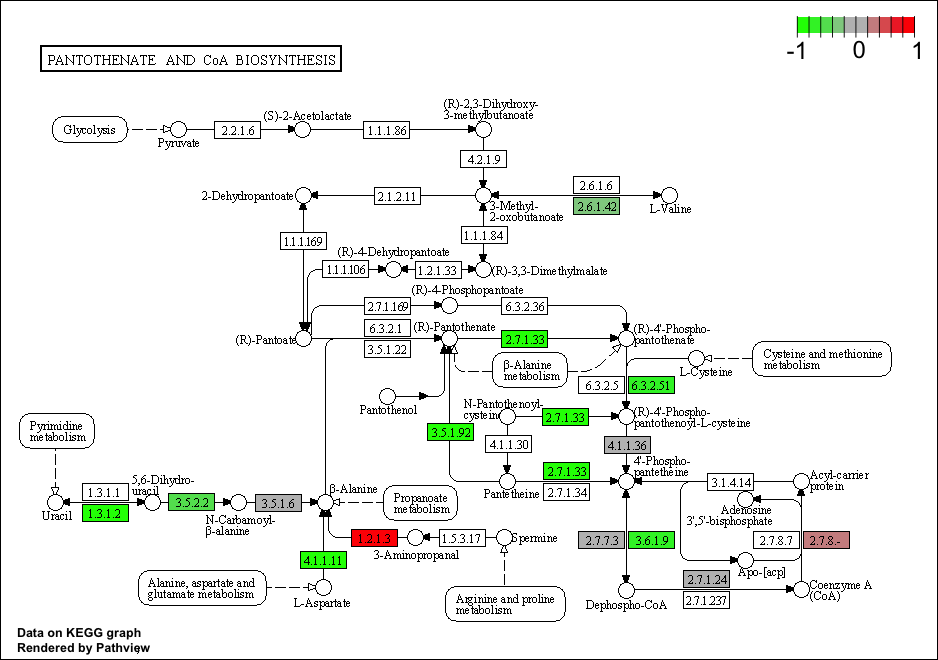 -1 0 1
PANTOTHENATE AND CoA BIOSYNTHESIS
Glycolysis
Pyruvate
2.2.1.6
(S)-2-Acetolactate
1.1.1.86
(R)-2,3-Dihydroxy-
3-methylbutanoate
4.2.1.9
2-Dehydropantoate
2.1.2.11
3-Methyl-
2-oxobutanoate
2.6.1.6
2.6.1.42
L-Valine
1.1.1.169
1.1.1.84
(R)-4-Dehydropantoate
1.1.1.106
1.2.1.33
(R)-3,3-Dimethylmalate
(R)-4-Phosphopantoate
2.7.1.169
6.3.2.36
(R)-Pantoate
6.3.2.1
3.5.1.22
(R)-Pantothenate
2.7.1.33
(R)-4'-Phospho-
pantothenate
β-Alanine
metabolism
Cysteine and methionine
metabolism
L-Cysteine
6.3.2.5
6.3.2.51
Pantothenol
N-Pantothenoyl-
cysteine
2.7.1.33
(R)-4'-Phospho-
pantothenoyl-L-cysteine
3.5.1.92
4.1.1.30
4.1.1.36
Pyrimidine
metabolism
2.7.1.33
2.7.1.34
Pantetheine
4'-Phospho-
pantetheine
3.1.4.14
Acyl-carrier
protein
Uracil
1.3.1.1
1.3.1.2
5,6-Dihydro-
uracil
3.5.2.2
N-Carbamoyl-
β-alanine
3.5.1.6
β-Alanine
Propanoate
metabolism
Adenosine
3',5'-bisphosphate
1.2.1.3
3-Aminopropanal
1.5.3.17
Spermine
2.7.7.3
3.6.1.9
2.7.8.7
2.7.8.-
4.1.1.11
Apo-[acp]
Alanine, aspartate and
glutamate metabolism
L-Aspartate
Arginine and proline
metabolism
Dephospho-CoA
2.7.1.24
2.7.1.237
Coenzyme A
(CoA)
Data on KEGG graph
Rendered by Pathview